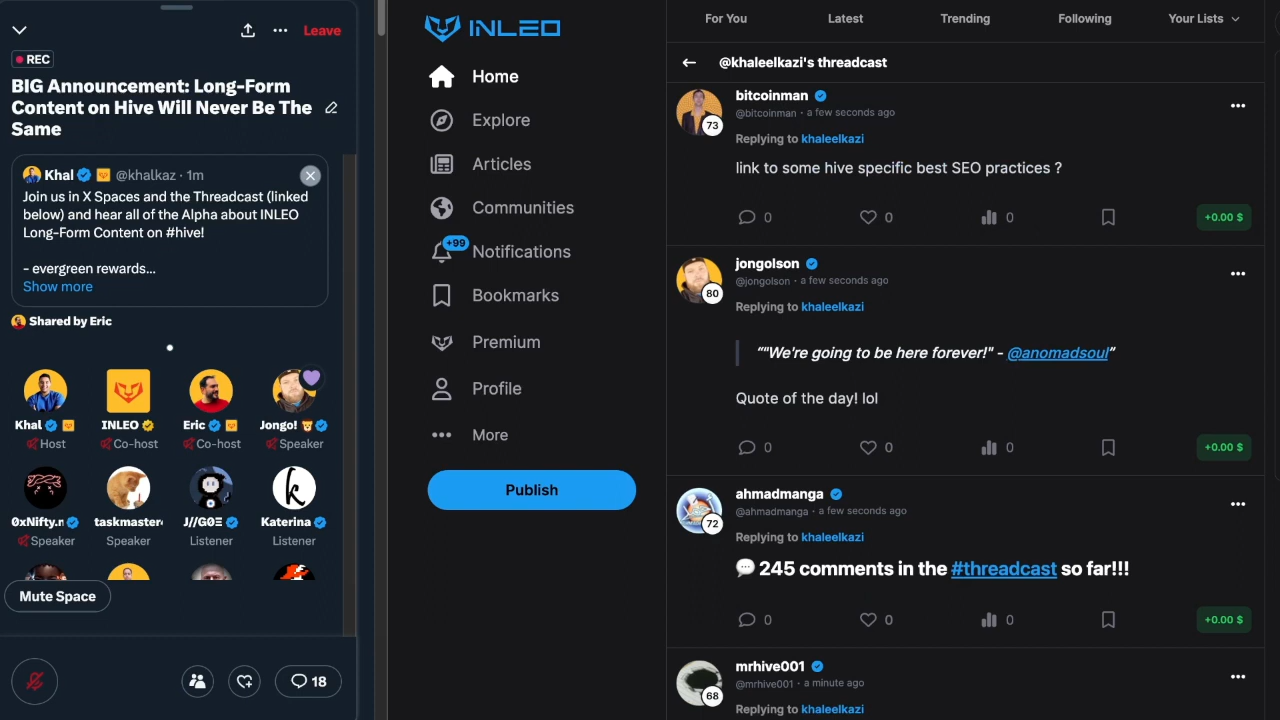 Leave
REC
BIG Announcement: Long-Form
Content on Hive Will Never Be The
Same
Khal @khalkaz · 1m
Join us in X Spaces and the Threadcast (linked
below) and hear all of the Alpha about INLEO
Long-Form Content on #hive!
- evergreen rewards...
Show more
Shared by Eric
Khal
Host
INLEO
Co-host
Eric
Co-host
Jongo!
Speaker
0xNifty.n
Speaker
taskmaster
Speaker
J//GΘΞ
Listener
Katerina
Listener
Mute Space
18
INLEO
Home
Explore
Articles
Communities
+99
Notifications
Bookmarks
Premium
Profile
More
Publish
For You
Latest
Trending
Following
Your Lists
@khaleelkazi's threadcast
bitcoinman
@bitcoinman · a few seconds ago
73
Replying to khaleelkazi
link to some hive specific best SEO practices ?
0 0 0 +0.00 $
jongolson
@jongolson · a few seconds ago
80
Replying to khaleelkazi
“"We're going to be here forever!" - @anomadsoul”
Quote of the day! lol
0 0 0 +0.00 $
ahmadmanga
@ahmadmanga · a few seconds ago
72
Replying to khaleelkazi
💬 245 comments in the #threadcast so far!!!
0 0 0 +0.00 $
mrhive001
@mrhive001 · a minute ago
68
Replying to khaleelkazi